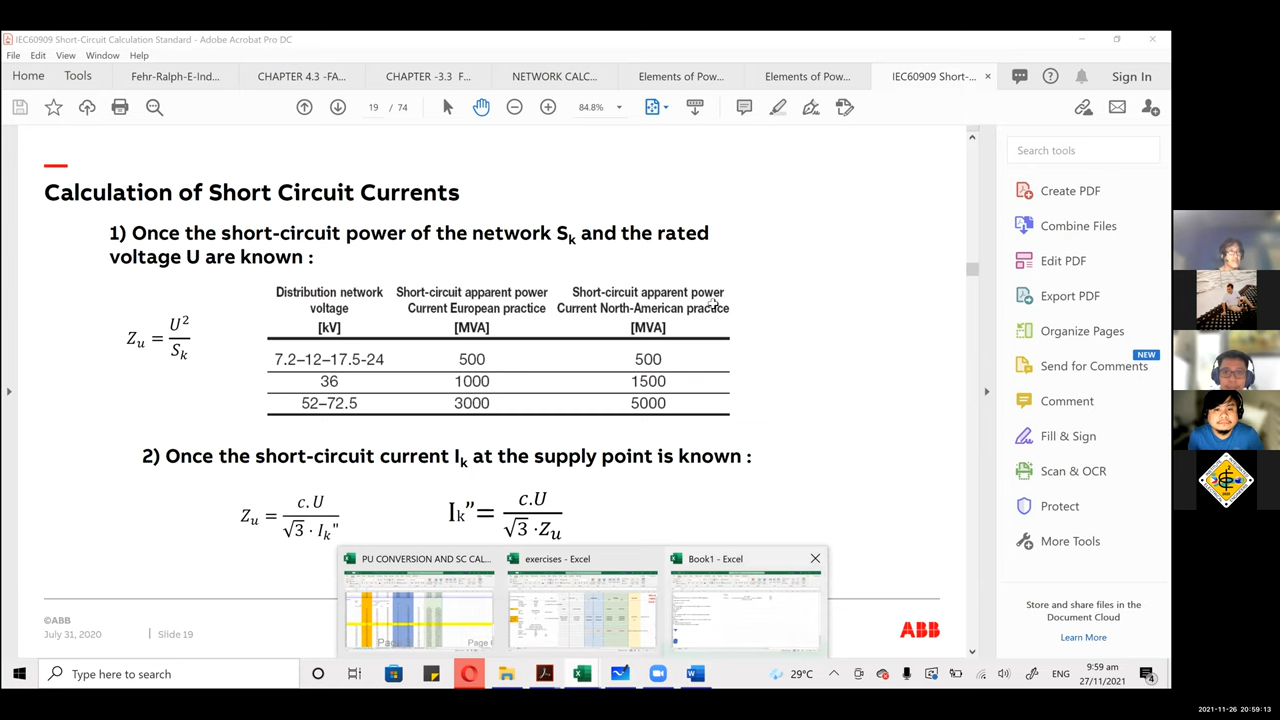 IEC60909 Short-Circuit Calculation Standard - Adobe Acrobat Pro DC
File Edit View Window Help
Home Tools Fehr-Ralph-E-Ind... CHAPTER 4.3 -FA... CHAPTER -3.3 F... NETWORK CALC... Elements of Pow... Elements of Pow... IEC60909 Short-... × Sign In
19 / 74 84.8%
Calculation of Short Circuit Currents
1) Once the short-circuit power of the network Sk and the rated
voltage U are known :
Distribution network Short-circuit apparent power Short-circuit apparent power
voltage Current European practice Current North-American practice
[kV] [MVA] [MVA]
Zu = U² / Sk
7.2–12–17.5-24 500 500
36 1000 1500
52–72.5 3000 5000
2) Once the short-circuit current Ik at the supply point is known :
Zu = c.U / √3 · Ik" Ik”= c.U / √3 ·Zu
©ABB
July 31, 2020 Slide 19
ABB
Search tools
Create PDF
Combine Files
Edit PDF
Export PDF
Organize Pages
NEW
Send for Comments
Comment
Fill & Sign
Scan & OCR
Protect
More Tools
Store and share files in the
Document Cloud
Learn More
PU CONVERSION AND SC CAL... exercises - Excel Book1 - Excel
Type here to search
29°C ENG 9:59 am
27/11/2021
4
2021-11-26 20:59:13